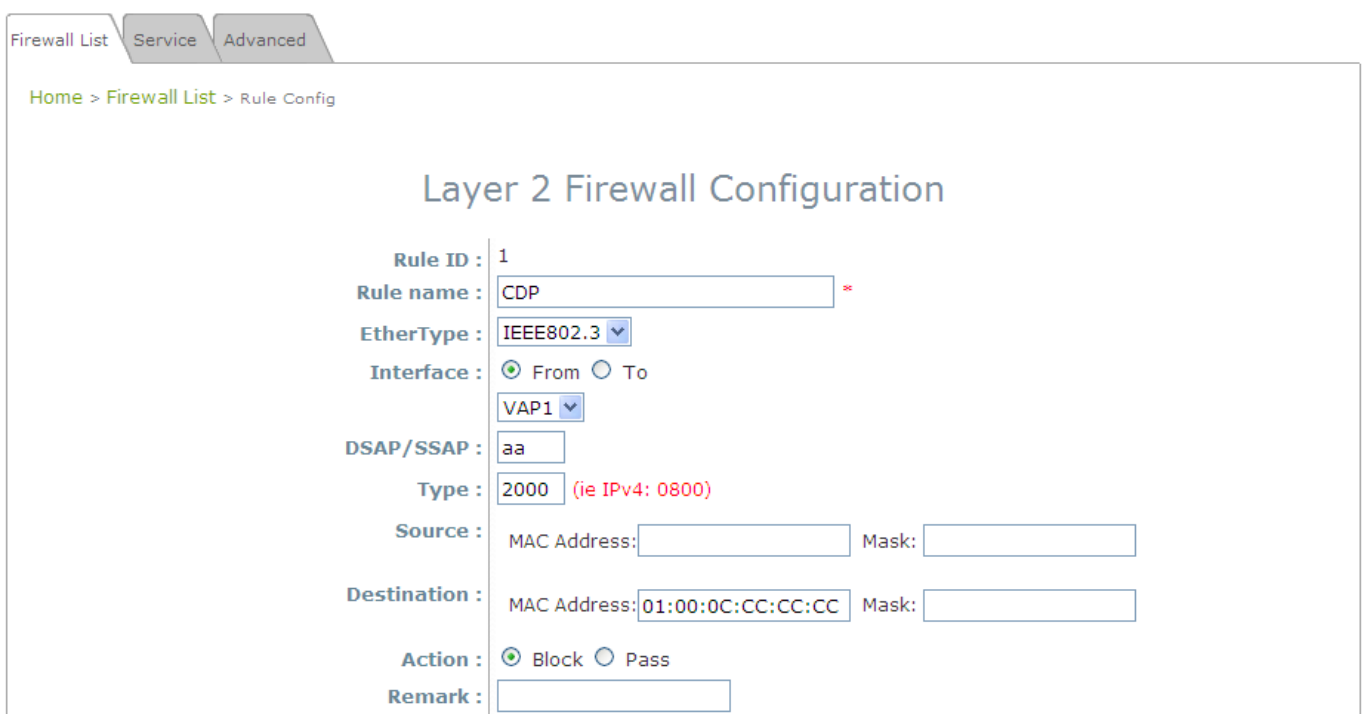 Firewall List Service Advanced
Home > Firewall List > Rule Config
Layer 2 Firewall Configuration
Rule ID : 1
Rule name : CDP *
EtherType : IEEE802.3
Interface : From To
VAP1
DSAP/SSAP : aa
Type : 2000 (ie IPv4: 0800)
Source : MAC Address: Mask:
Destination : MAC Address: 01:00:0C:CC:CC:CC Mask:
Action : Block Pass
Remark :